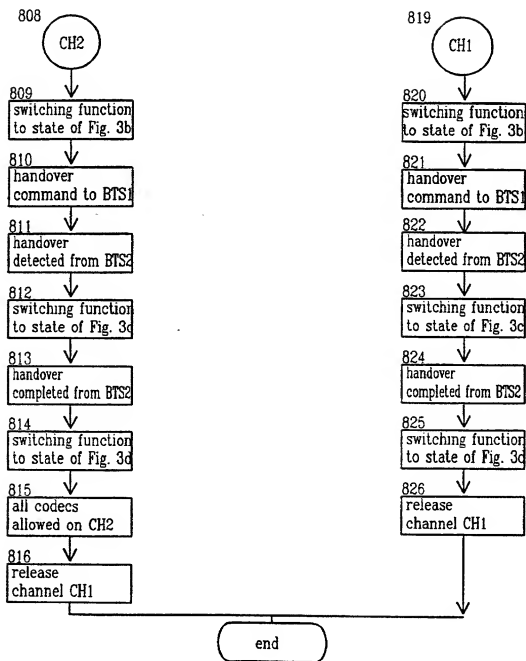 808
CH2
809
switching function
to state of Fig. 3b
810
handover
command to BTS1
811
handover
detected from BTS2
812
switching function
to state of Fig. 3c
813
handover
completed from BTS2
814
switching function
to state of Fig. 3d
815
all codecs
allowed on CH2
816
release
channel CH1
819
CH1
820
switching function
to state of Fig. 3b
821
handover
command to BTS1
822
handover
detected from BTS2
823
switching function
to state of Fig. 3c
824
handover
completed from BTS2
825
switching function
to state of Fig. 3d
826
release
channel CH1
end